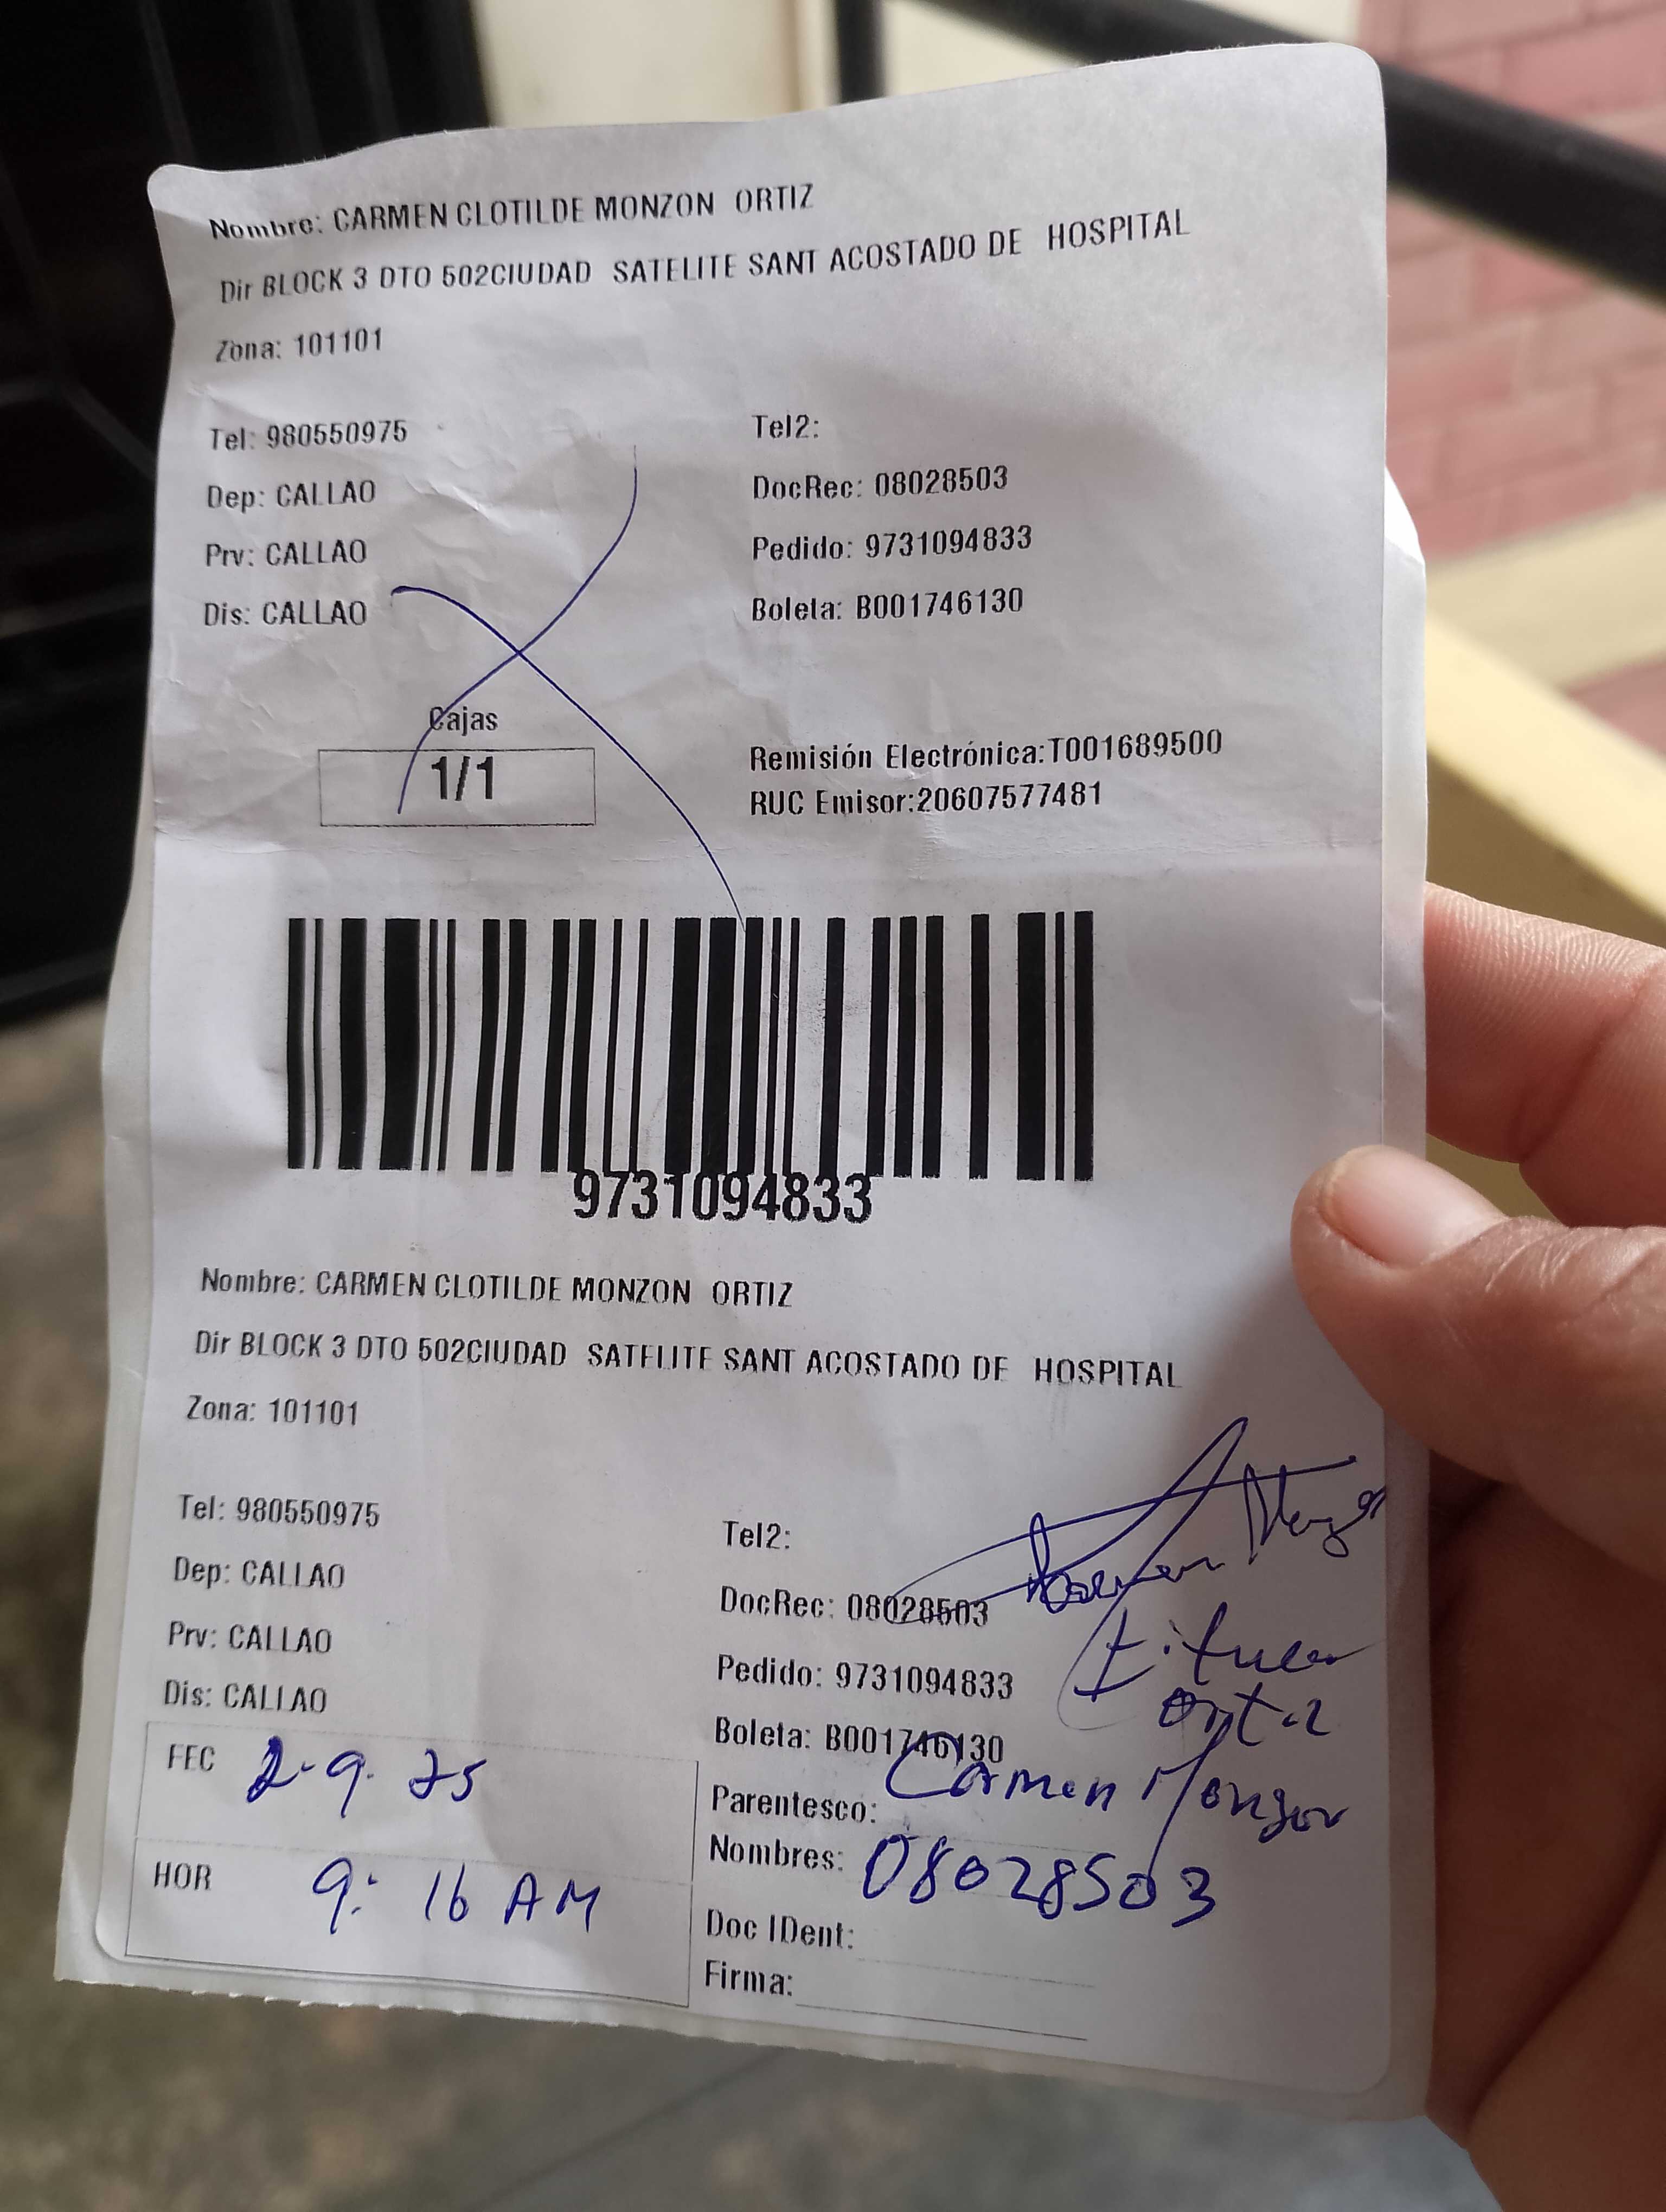 Nombre: CARMEN CLOTILDE MONZON ORTIZ
Dir BLOCK 3 DTO 502CIUDAD SATELITE SANT ACOSTADO DE HOSPITAL
Zona: 101101
Tel: 980550975
Tel2:
Dep: CALLAO
DocRec: 08028503
Prv: CALLAO
Pedido: 9731094833
Dis: CALLAO
Boleta: B001746130
Cajas
1/1
Remisión Electrónica:T001689500
RUC Emisor:20607577481
9731094833
Nombre: CARMEN CLOTILDE MONZON ORTIZ
Dir BLOCK 3 DTO 502CIUDAD SATELITE SANT ACOSTADO DE HOSPITAL
Zona: 101101
Tel: 980550975
Tel2:
Dep: CALLAO
DocRec: 08028503
Prv: CALLAO
Pedido: 9731094833
Dis: CALLAO
Boleta: B001746130
titular
Ortiz
FEC 2-9-25
Parentesco: Carmen Monzon
Nombres: 08028503
HOR 9:16 AM
Doc IDent:
Firma: